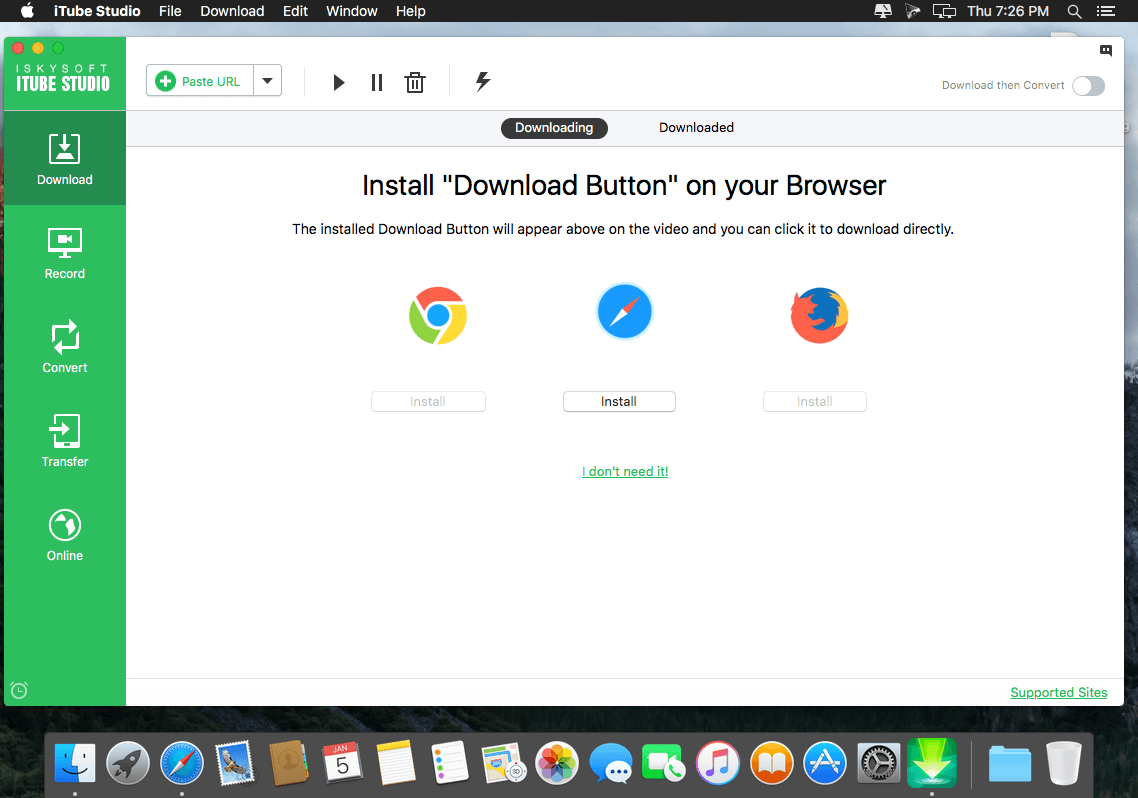 iTube Studio File Download Edit Window Help Thu 7:26 PM
ISKYSOFT
ITUBE STUDIO
Paste URL
Download then Convert
Downloading Downloaded
Download
Record
Convert
Transfer
Online
Install "Download Button" on your Browser
The installed Download Button will appear above on the video and you can click it to download directly.
Install Install Install
I don't need it!
Supported Sites
JAN
5